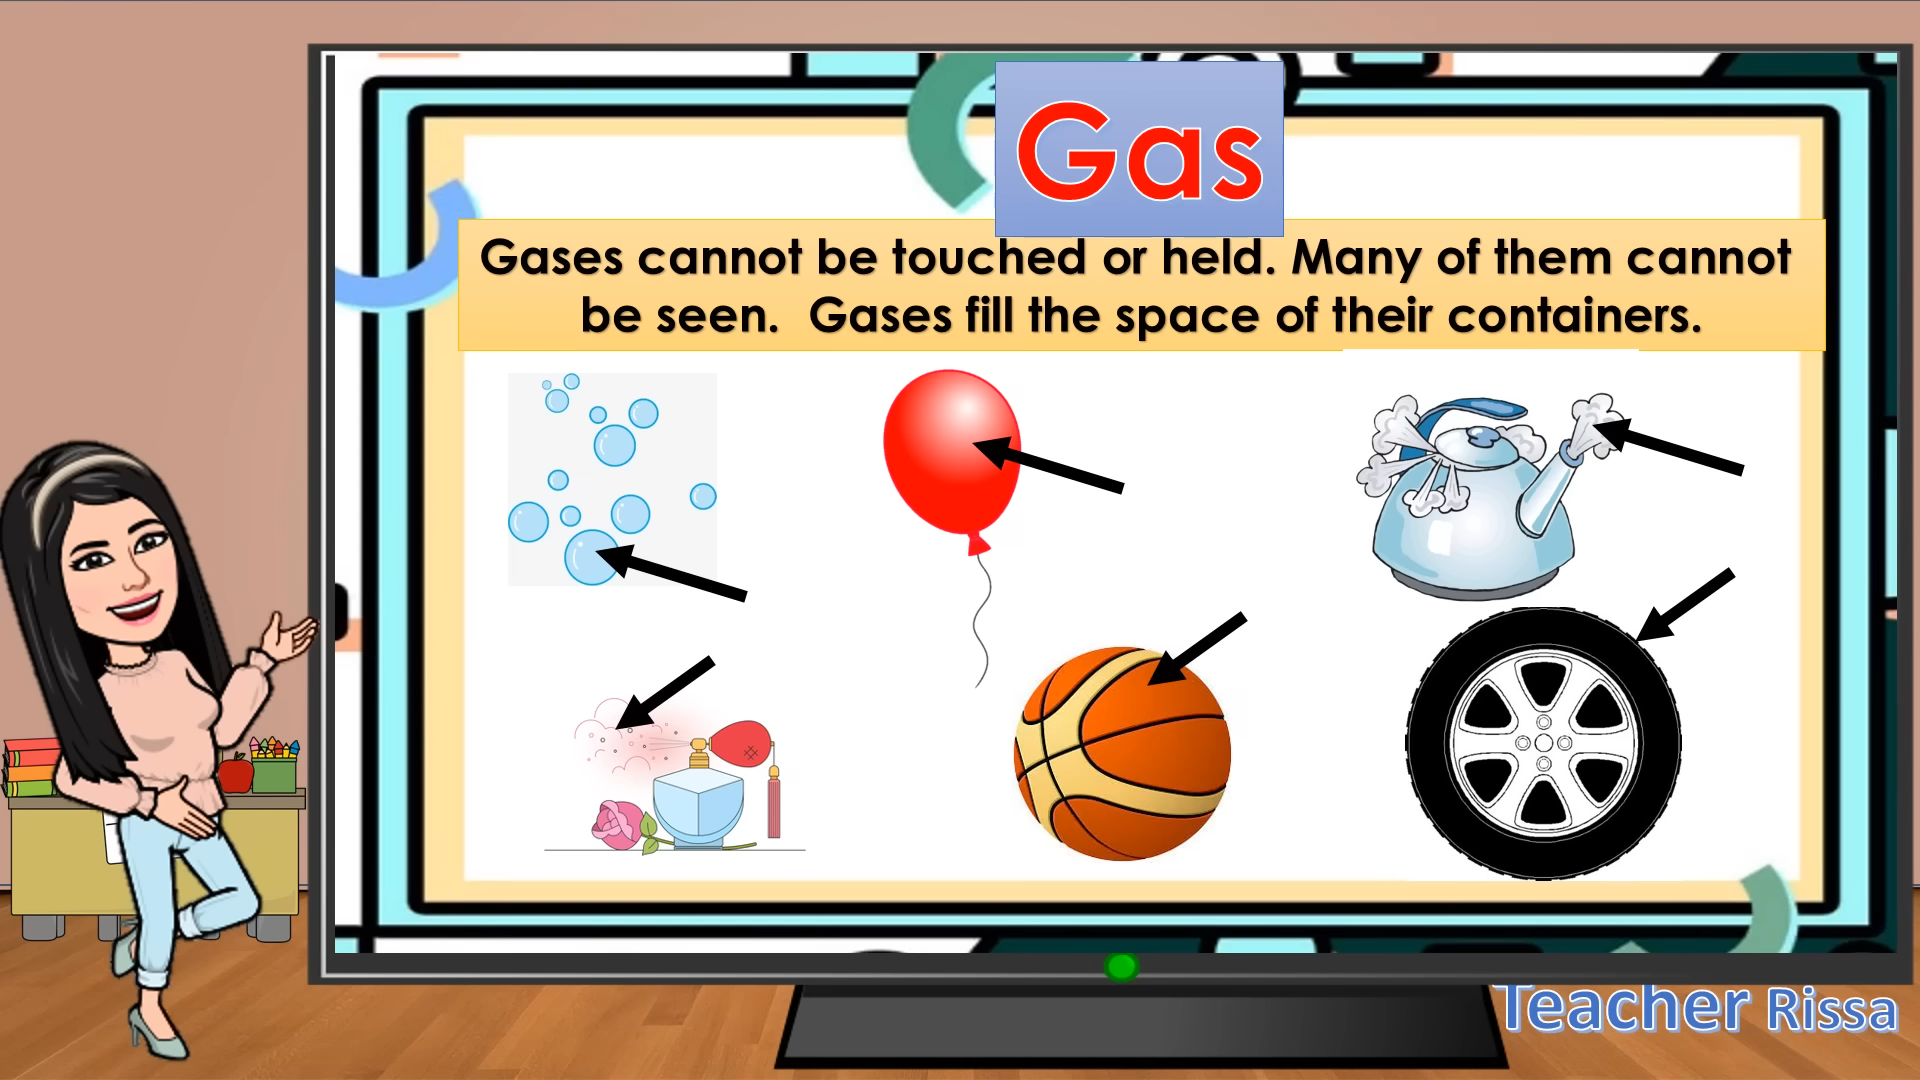 Gas
Gases cannot be touched or held. Many of them cannot
be seen.  Gases fill the space of their containers.
Teacher Rissa